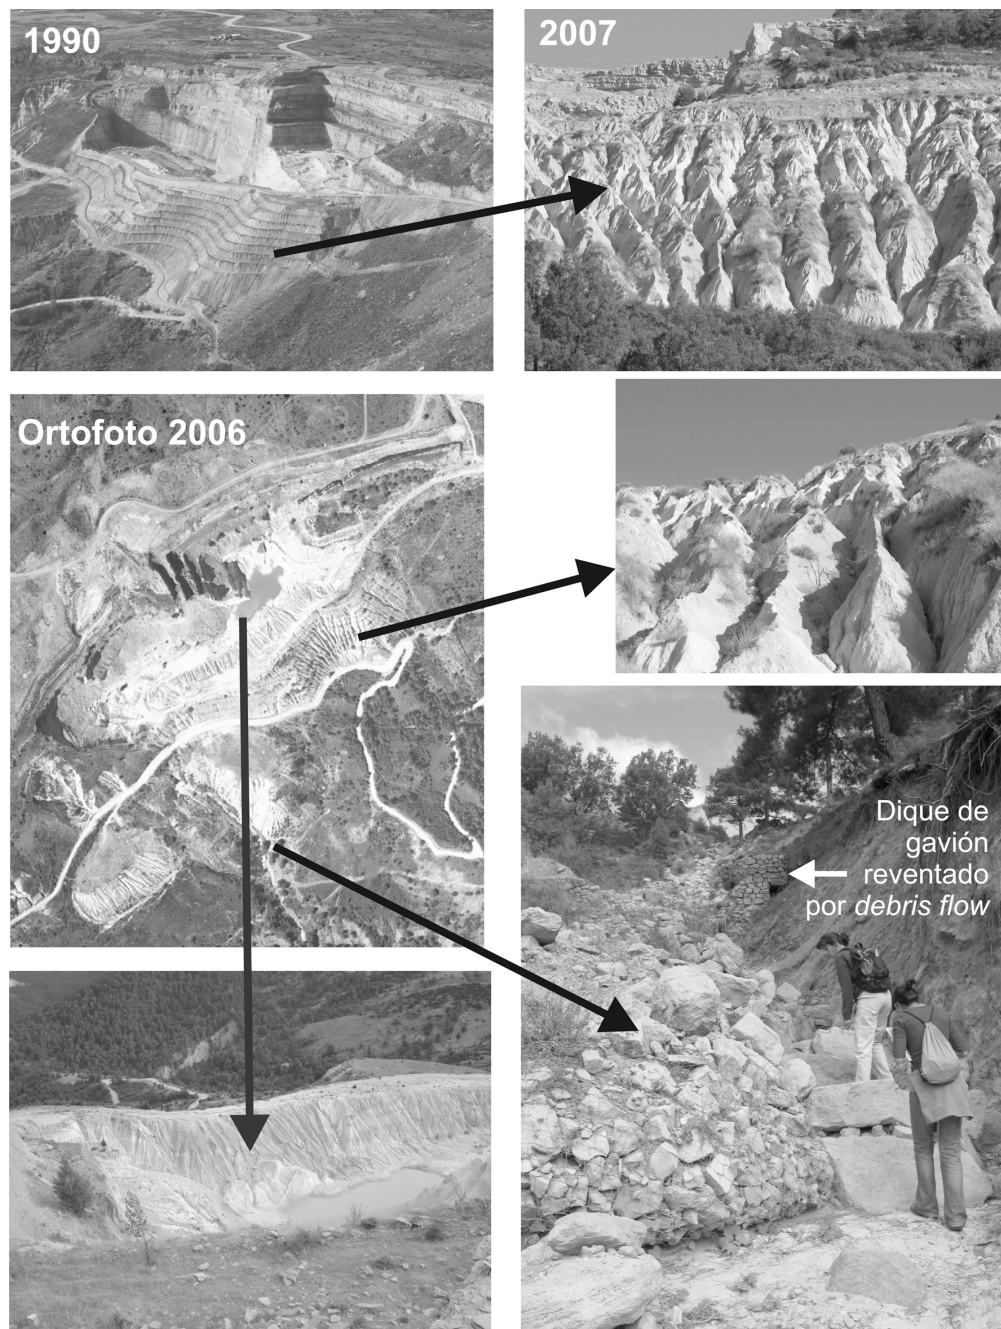 1990
2007
Ortofoto 2006
Dique de
gavión
reventado
por debris flow